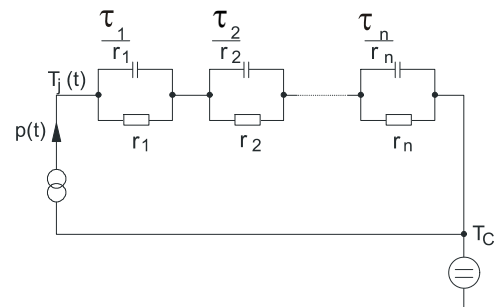 τ1/r1 τ2/r2 τn/rn
Tj(t)
r1 r2 rn
p(t)
TC